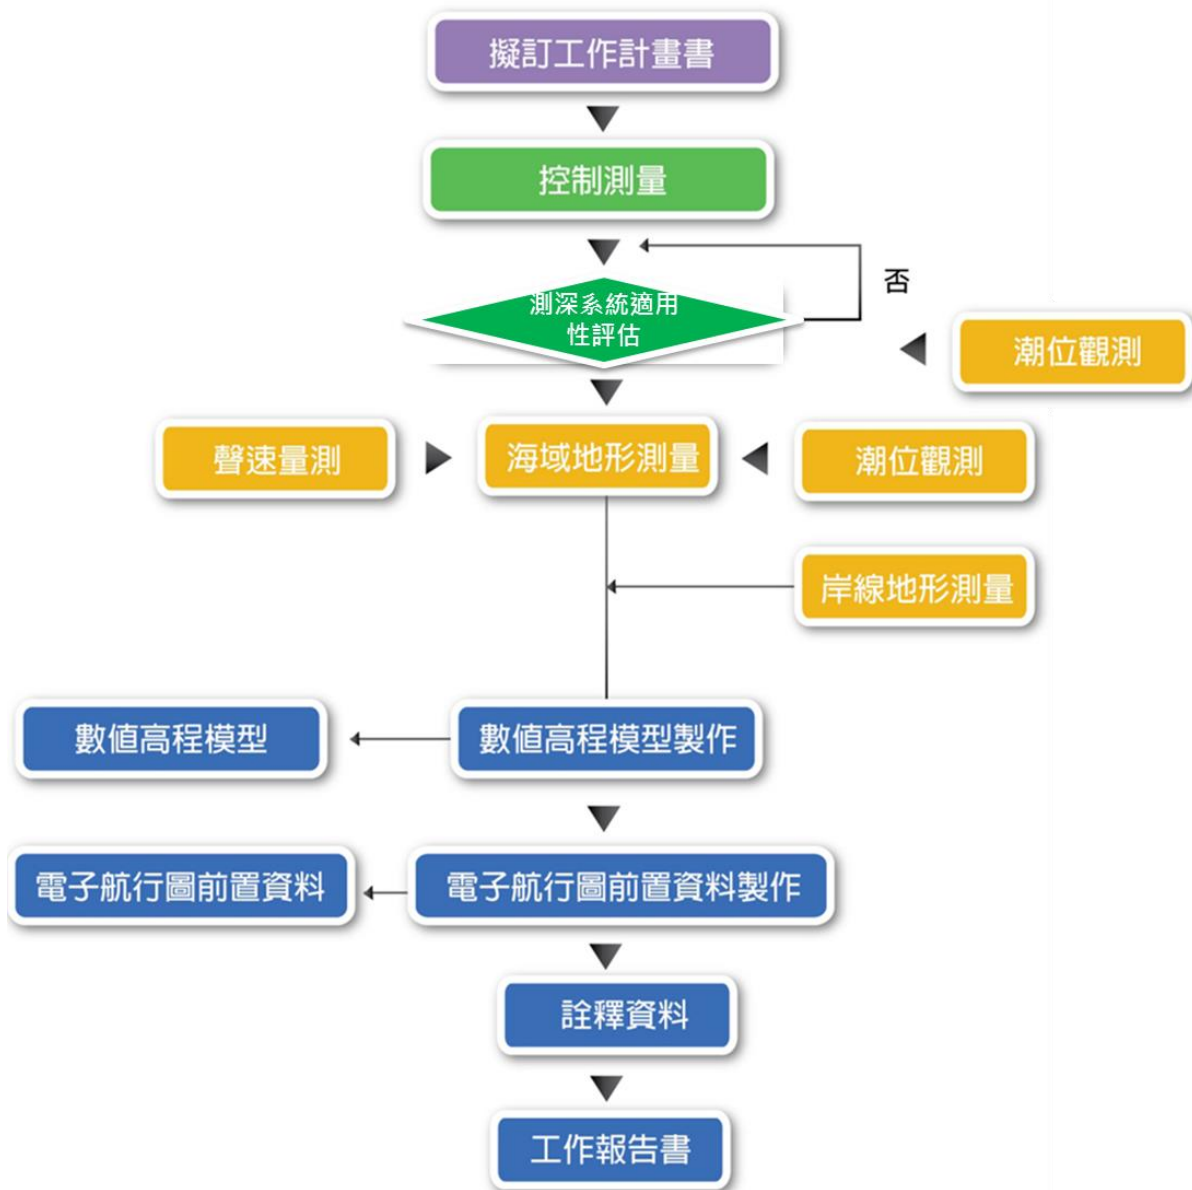 擬訂工作計畫書
控制測量
否
測深系統適用
性評估
潮位觀測
聲速量測
海域地形測量
潮位觀測
岸線地形測量
數值高程模型
數值高程模型製作
電子航行圖前置資料
電子航行圖前置資料製作
詮釋資料
工作報告書